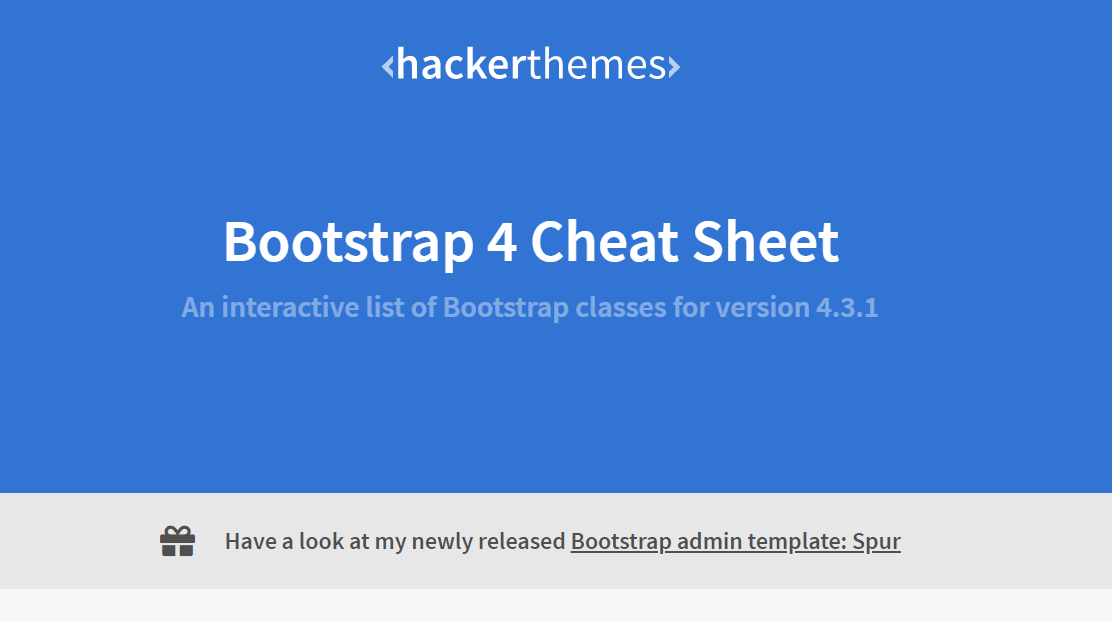 ‹hackerthemes›
Bootstrap 4 Cheat Sheet
An interactive list of Bootstrap classes for version 4.3.1
Have a look at my newly released Bootstrap admin template: Spur